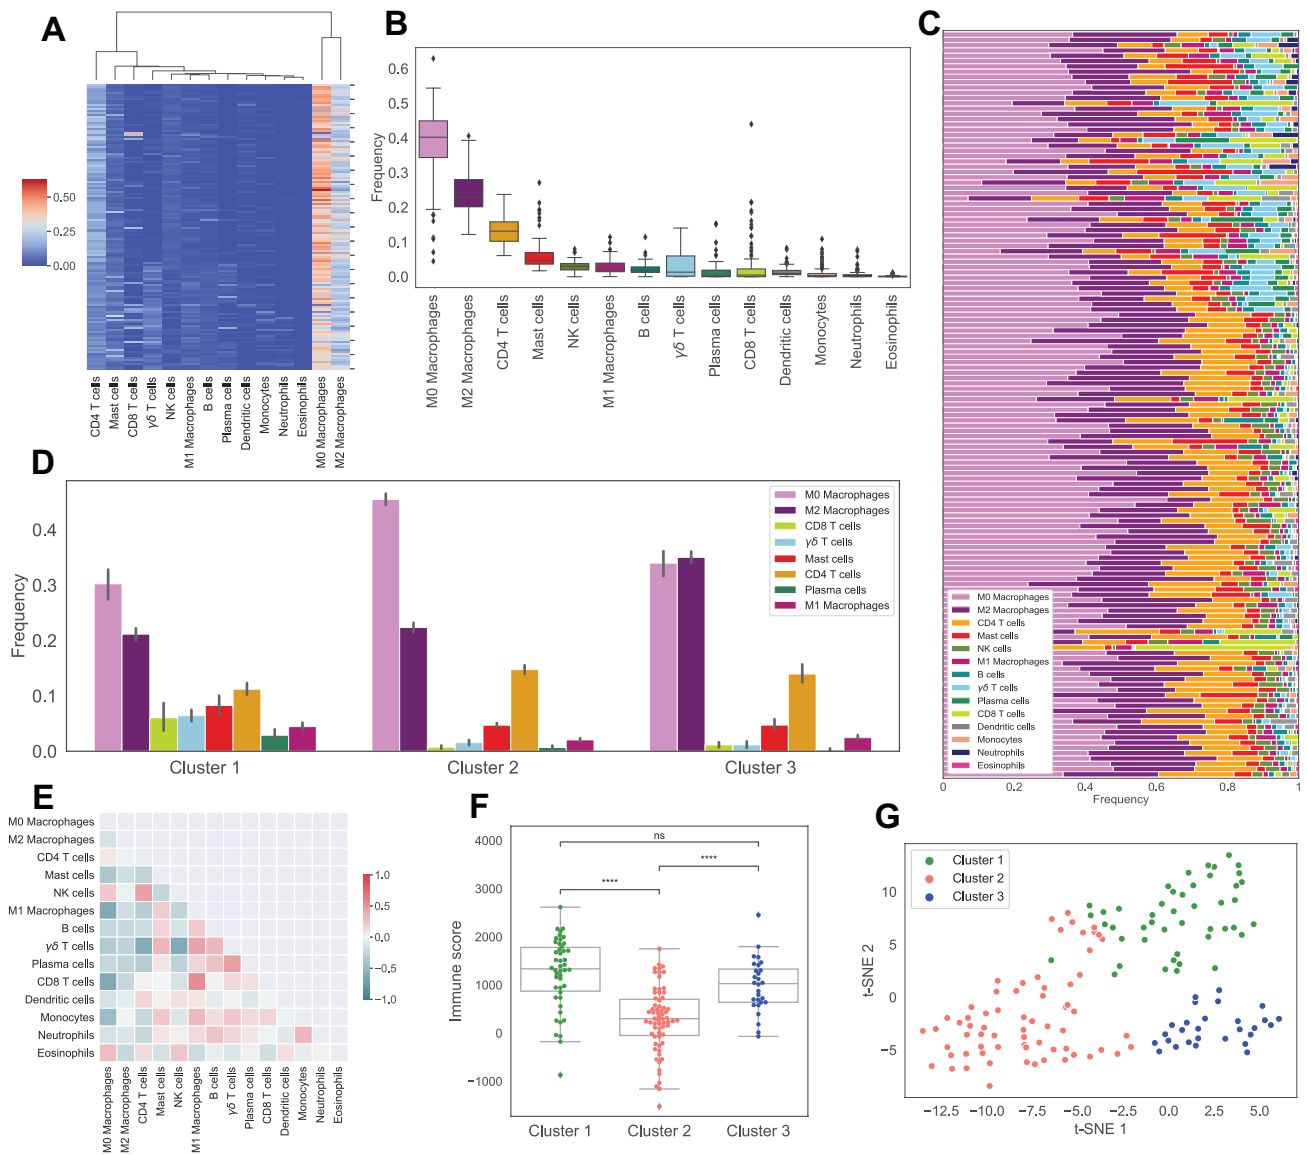 A
0.50
0.25
0.00
CD4 T cells
Mast cells
CD8 T cells
γδ T cells
NK cells
M1 Macrophages
B cells
Plasma cells
Dendritic cells
Monocytes
Neutrophils
Eosinophils
M0 Macrophages
M2 Macrophages
B
Frequency
0.6
0.5
0.4
0.3
0.2
0.1
0.0
M0 Macrophages
M2 Macrophages
CD4 T cells
Mast cells
NK cells
M1 Macrophages
B cells
γδ T cells
Plasma cells
CD8 T cells
Dendritic cells
Monocytes
Neutrophils
Eosinophils
C
M0 Macrophages
M2 Macrophages
CD4 T cells
Mast cells
NK cells
M1 Macrophages
B cells
γδ T cells
Plasma cells
CD8 T cells
Dendritic cells
Monocytes
Neutrophils
Eosinophils
0 0.2 0.4 0.6 0.8 1
Frequency
D
Frequency
0.4
0.3
0.2
0.1
0.0
M0 Macrophages
M2 Macrophages
CD8 T cells
γδ T cells
Mast cells
CD4 T cells
Plasma cells
M1 Macrophages
Cluster 1 Cluster 2 Cluster 3
E
M0 Macrophages
M2 Macrophages
CD4 T cells
Mast cells
NK cells
M1 Macrophages
B cells
γδ T cells
Plasma cells
CD8 T cells
Dendritic cells
Monocytes
Neutrophils
Eosinophils
M0 Macrophages
M2 Macrophages
CD4 T cells
Mast cells
NK cells
M1 Macrophages
B cells
γδ T cells
Plasma cells
CD8 T cells
Dendritic cells
Monocytes
Neutrophils
Eosinophils
1.0
0.5
0.0
−0.5
−1,0
F
Immune score
4000
3000
2000
1000
0
−1000
ns
****
****
Cluster 1 Cluster 2 Cluster 3
G
Cluster 1
Cluster 2
Cluster 3
t-SNE 2
10
5
0
−5
−12.5 −10.0 −7.5 −5.0 −2.5 0.0 2.5 5.0
t-SNE 1